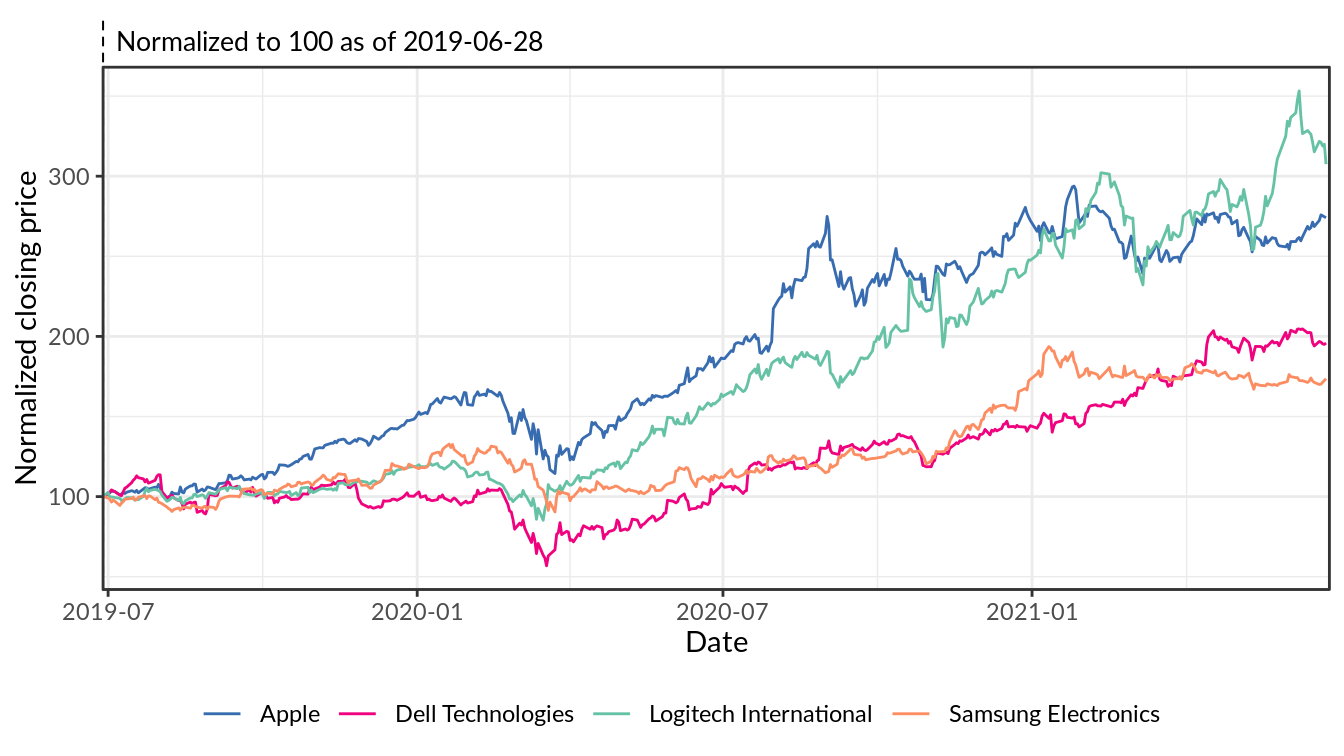 Normalized to 100 as of 2019-06-28
Normalized closing price
300
200
100
2019-07
2020-01
2020-07
2021-01
Date
Apple
Dell Technologies
Logitech International
Samsung Electronics